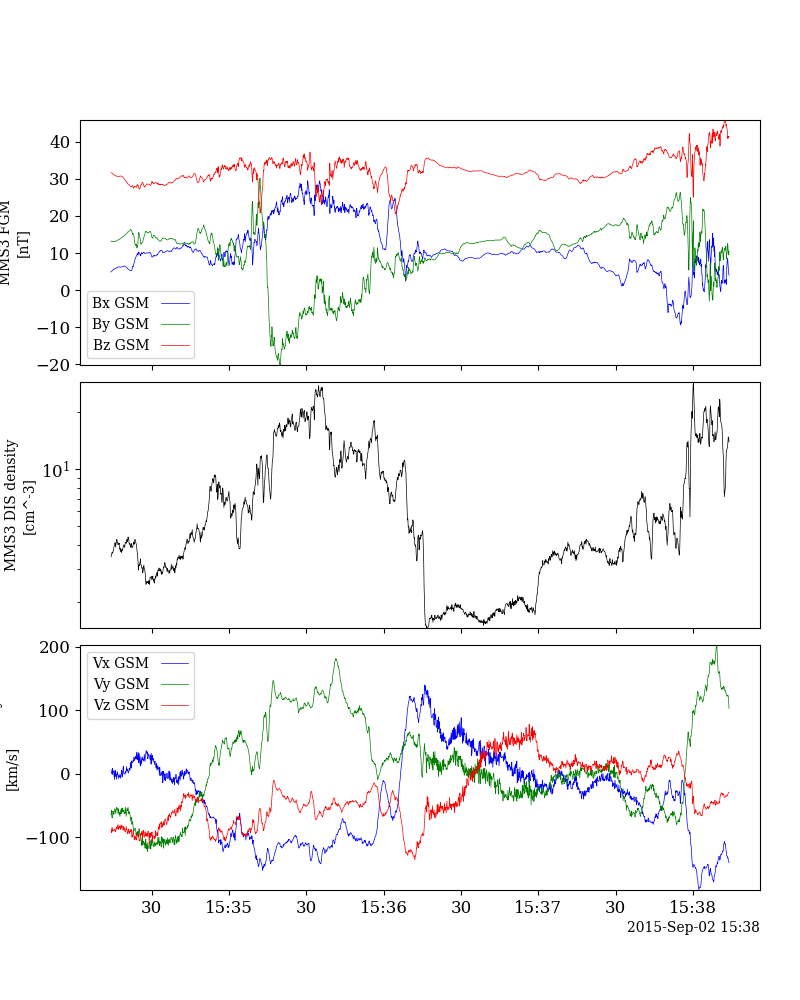 40
30
20
10
0
−10
−20
MMS3 FGM
[nT]
Bx GSM
By GSM
Bz GSM
10^1
MMS3 DIS density
[cm^-3]
200
100
0
−100
[km/s]
Vx GSM
Vy GSM
Vz GSM
30
15:35
30
15:36
30
15:37
30
15:38
2015-Sep-02 15:38